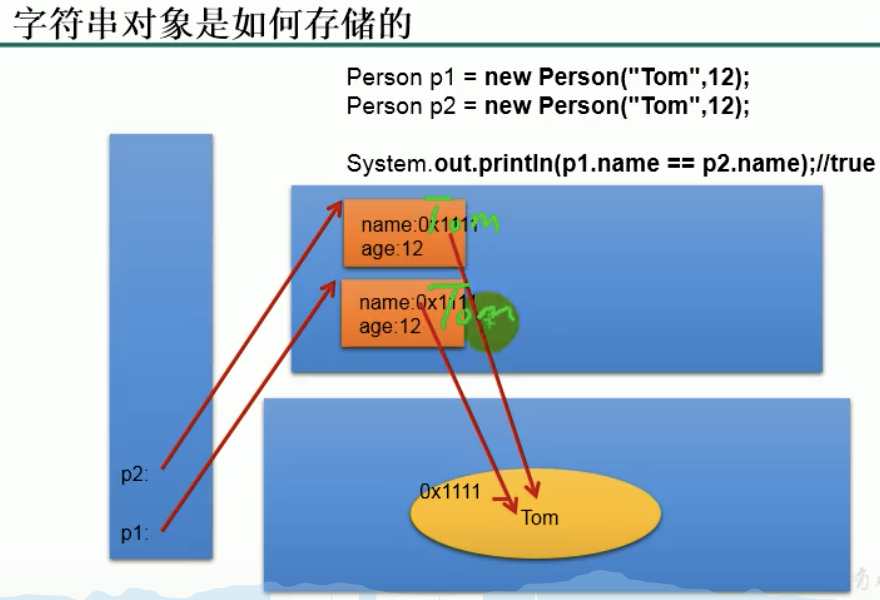 字符串对象是如何存储的
Person p1 = new Person("Tom",12);
Person p2 = new Person("Tom",12);
System.out.println(p1.name == p2.name);//true
name:0x1111
Tom
age:12
name:0x1111
Tom
age:12
p2:
p1:
0x1111
Tom